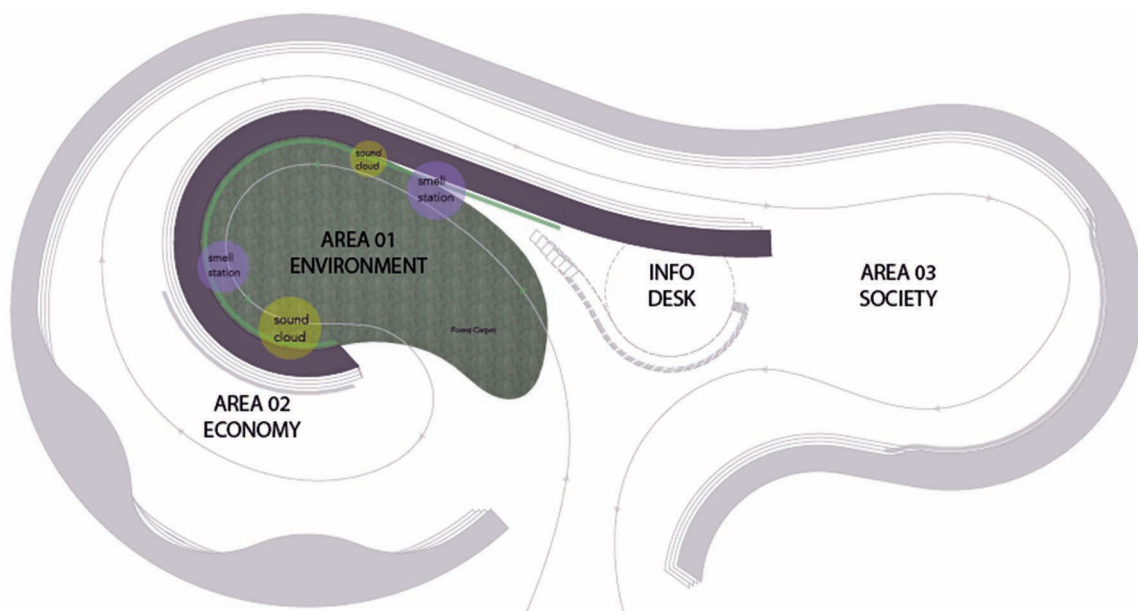 sound
cloud
smell
station
AREA 01
ENVIRONMENT
smell
station
sound
cloud
Forest Carpet
INFO
DESK
AREA 03
SOCIETY
AREA 02
ECONOMY